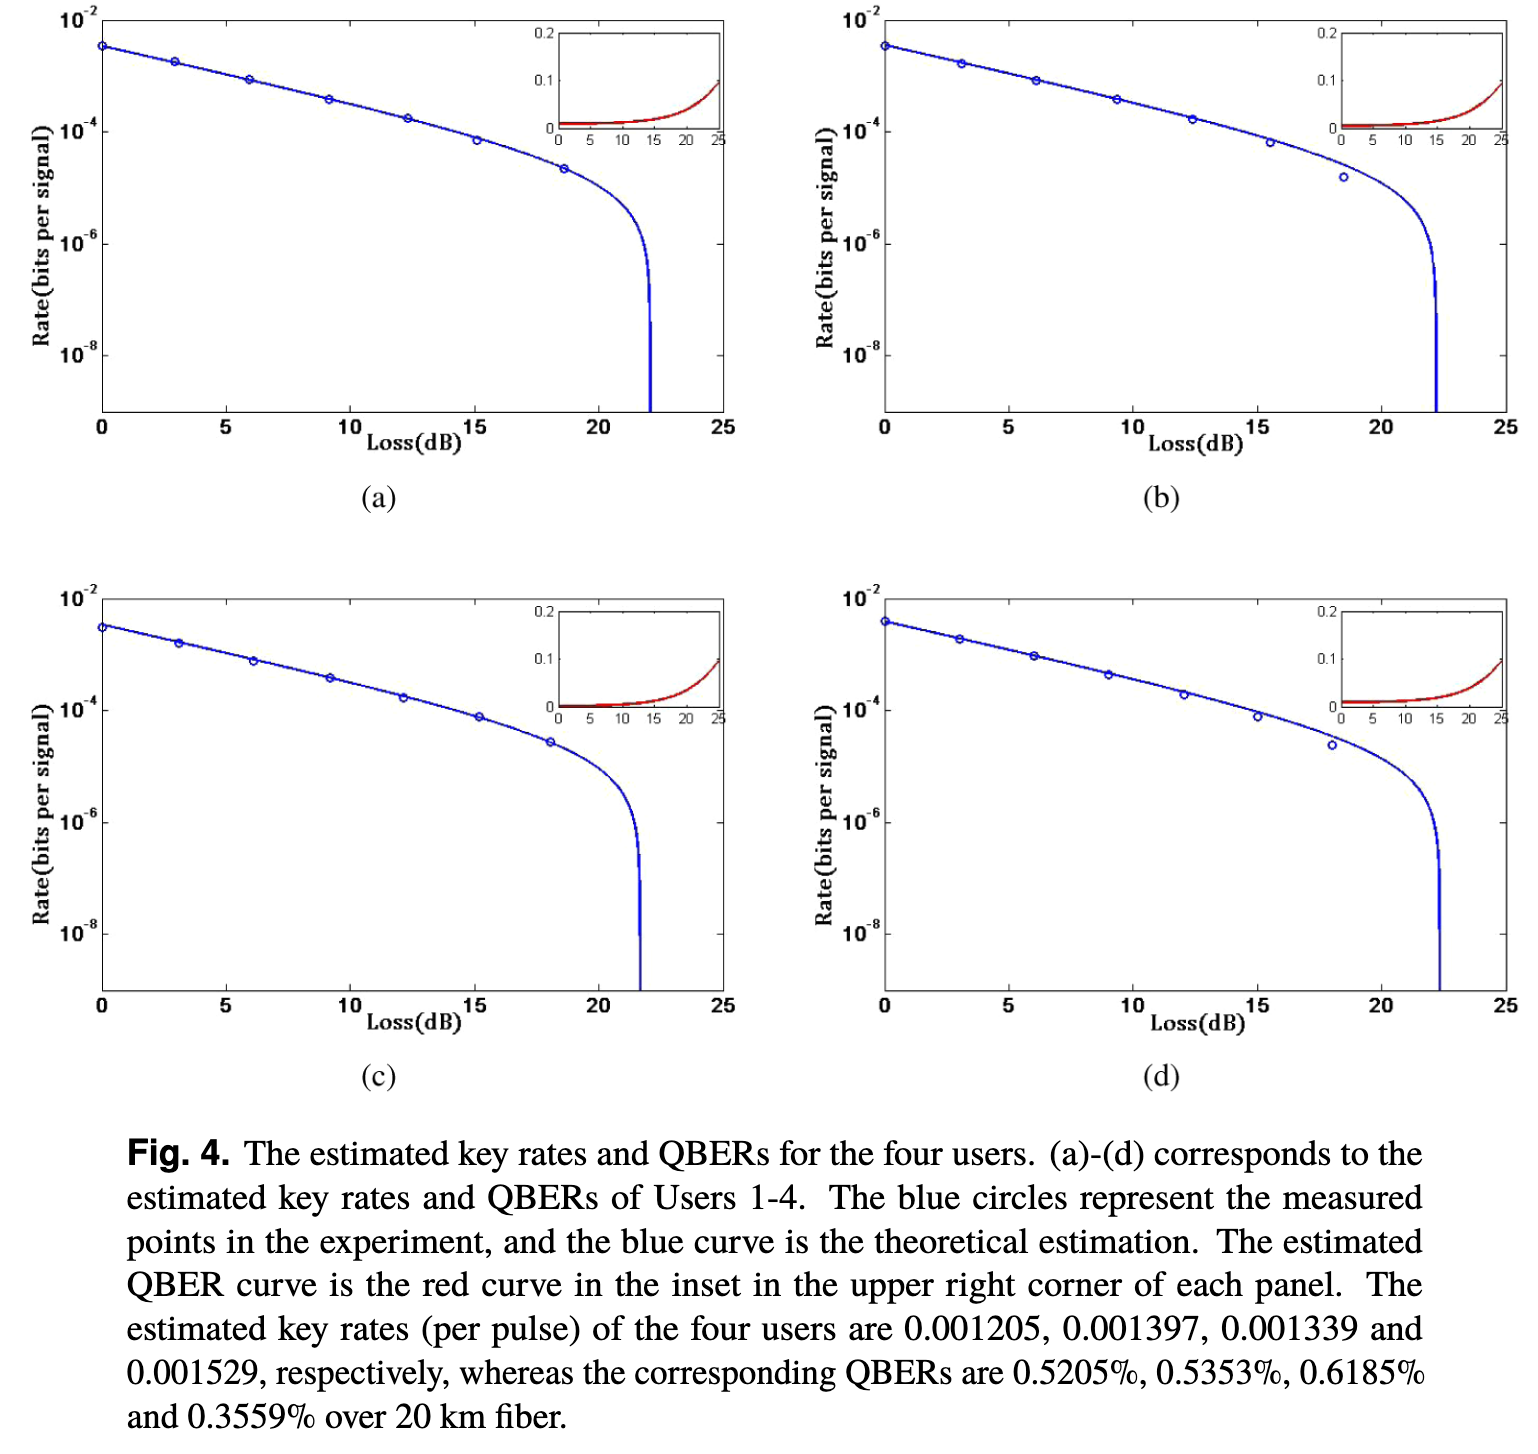 10-2
10-4
10-6
10-8
Rate(bits per signal)
0 5 10 15 20 25
Loss(dB)
0.2
0.1
0
0 5 10 15 20 25
(a)
10-2
10-4
10-6
10-8
Rate(bits per signal)
0 5 10 15 20 25
Loss(dB)
0.2
0.1
0
0 5 10 15 20 25
(b)
10-2
10-4
10-6
10-8
Rate(bits per signal)
0 5 10 15 20 25
Loss(dB)
0.2
0.1
0
0 5 10 15 20 25
(c)
10-2
10-4
10-6
10-8
Rate(bits per signal)
0 5 10 15 20 25
Loss(dB)
0.2
0.1
0
0 5 10 15 20 25
(d)
Fig. 4. The estimated key rates and QBERs for the four users. (a)-(d) corresponds to the
estimated key rates and QBERs of Users 1-4. The blue circles represent the measured
points in the experiment, and the blue curve is the theoretical estimation. The estimated
QBER curve is the red curve in the inset in the upper right corner of each panel. The
estimated key rates (per pulse) of the four users are 0.001205, 0.001397, 0.001339 and
0.001529, respectively, whereas the corresponding QBERs are 0.5205%, 0.5353%, 0.6185%
and 0.3559% over 20 km fiber.